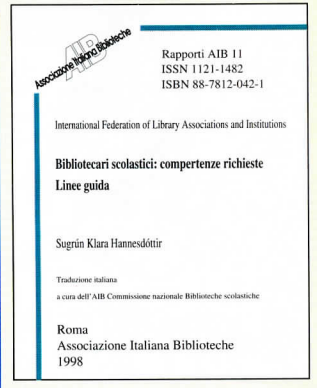 AIB
Associazione Italiana Biblioteche
Rapporti AIB 11
ISSN 1121-1482
ISBN 88-7812-042-1
International Federation of Library Associations and Institutions
Bibliotecari scolastici: compertenze richieste
Linee guida
Sugrún Klara Hannesdóttir
Traduzione italiana
a cura dell'AIB Commissione nazionale Biblioteche scolastiche
Roma
Associazione Italiana Biblioteche
1998